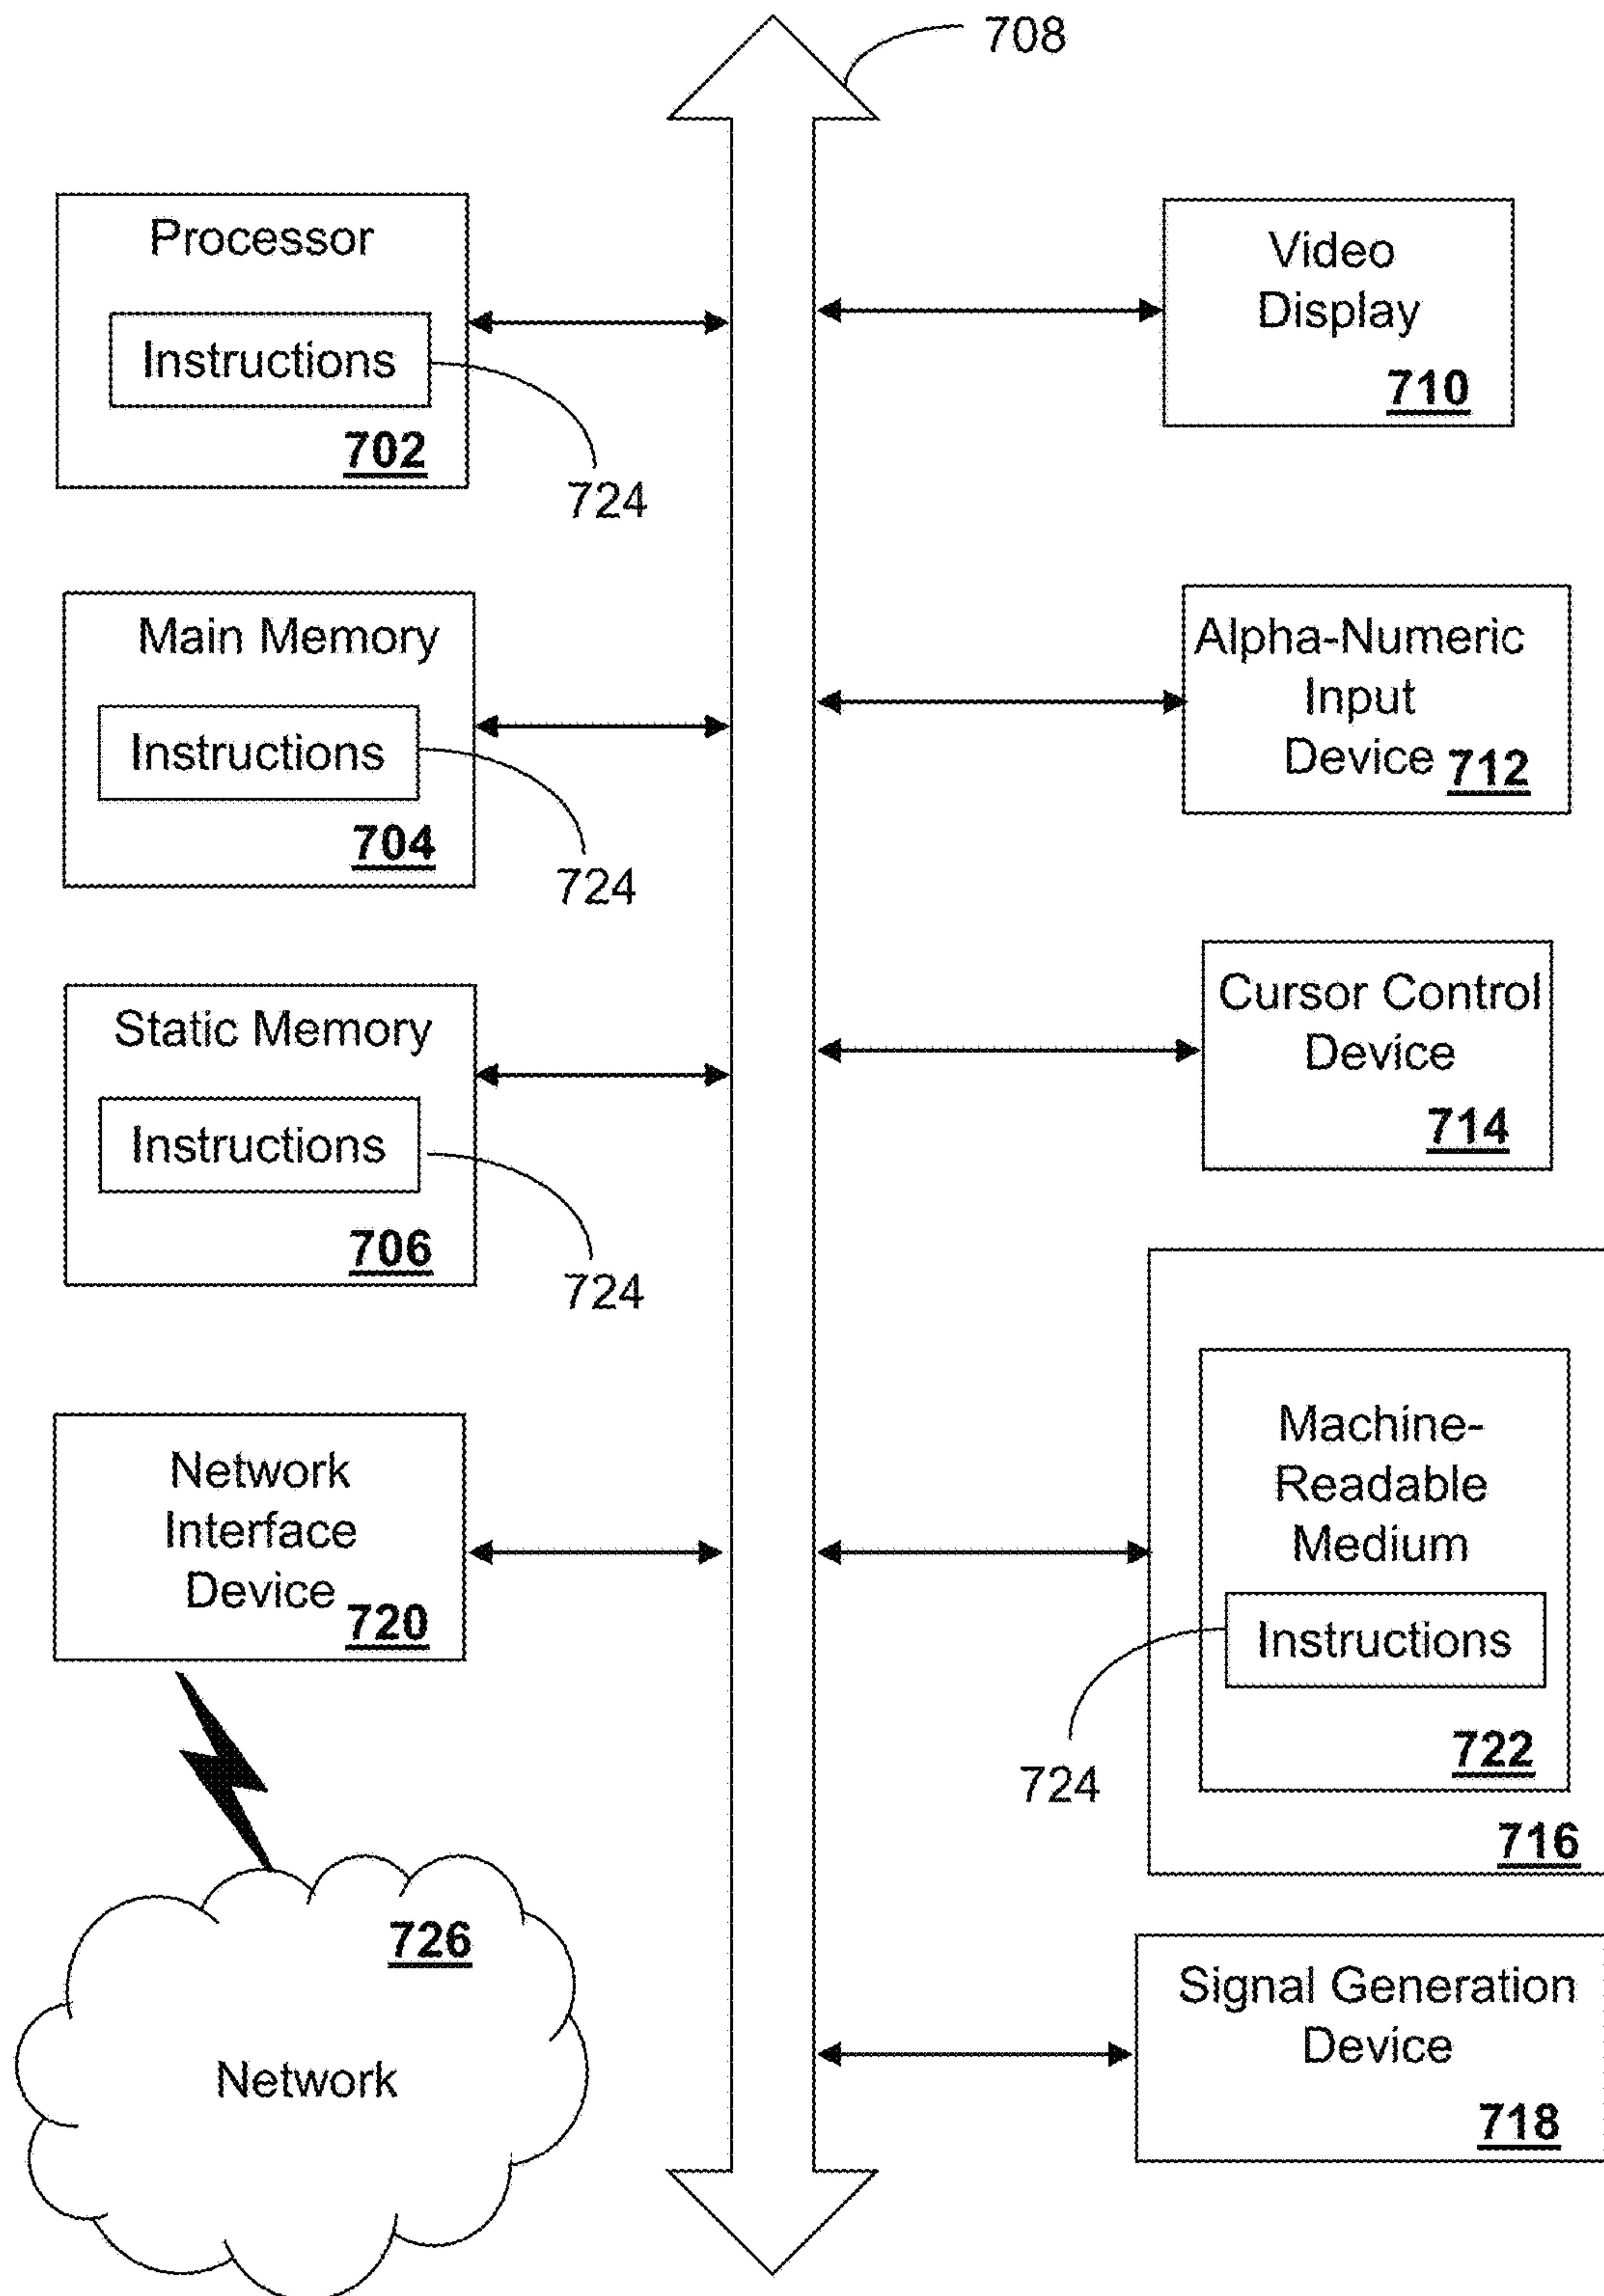 708
Processor
Instructions
702
724
Main Memory
Instructions
704
724
Static Memory
Instructions
706
724
Network
Interface
Device
720
726
Network
Video
Display
710
Alpha-Numeric
Input
Device 712
Cursor Control
Device
714
Machine-
Readable
Medium
Instructions
722
724
716
Signal Generation
Device
718